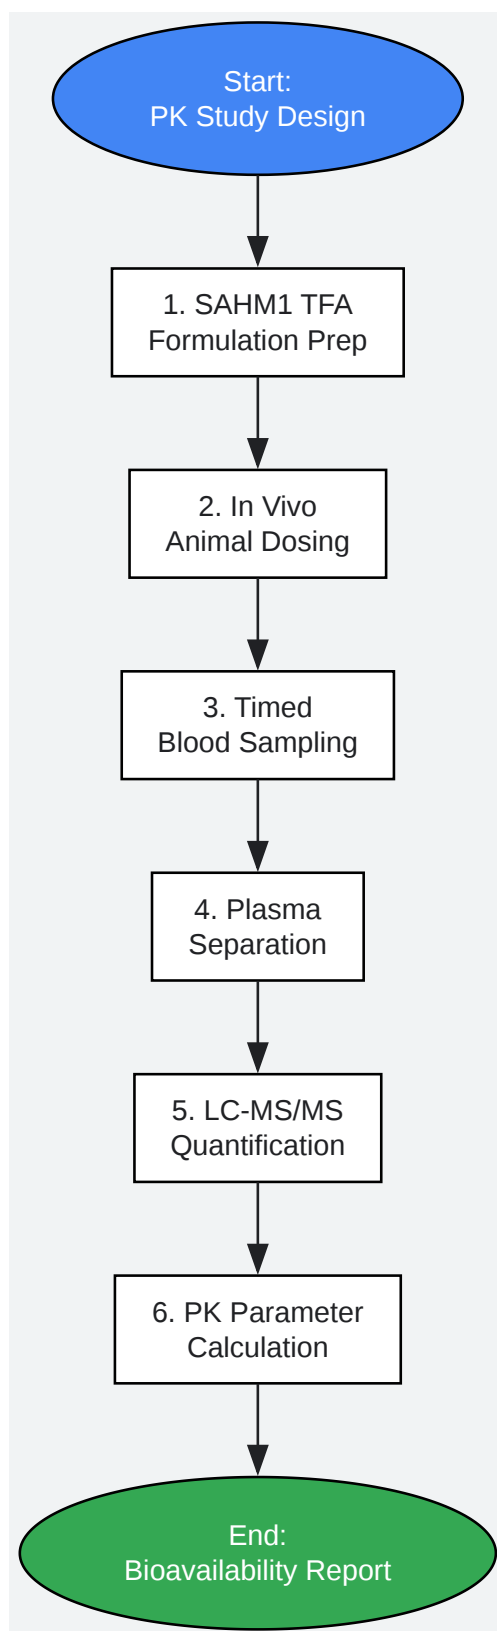 Start:
PK Study Design
1. SAHM1 TFA
Formulation Prep
2. In Vivo
Animal Dosing
3. Timed
Blood Sampling
4. Plasma
Separation
5. LC-MS/MS
Quantification
6. PK Parameter
Calculation
End:
Bioavailability Report